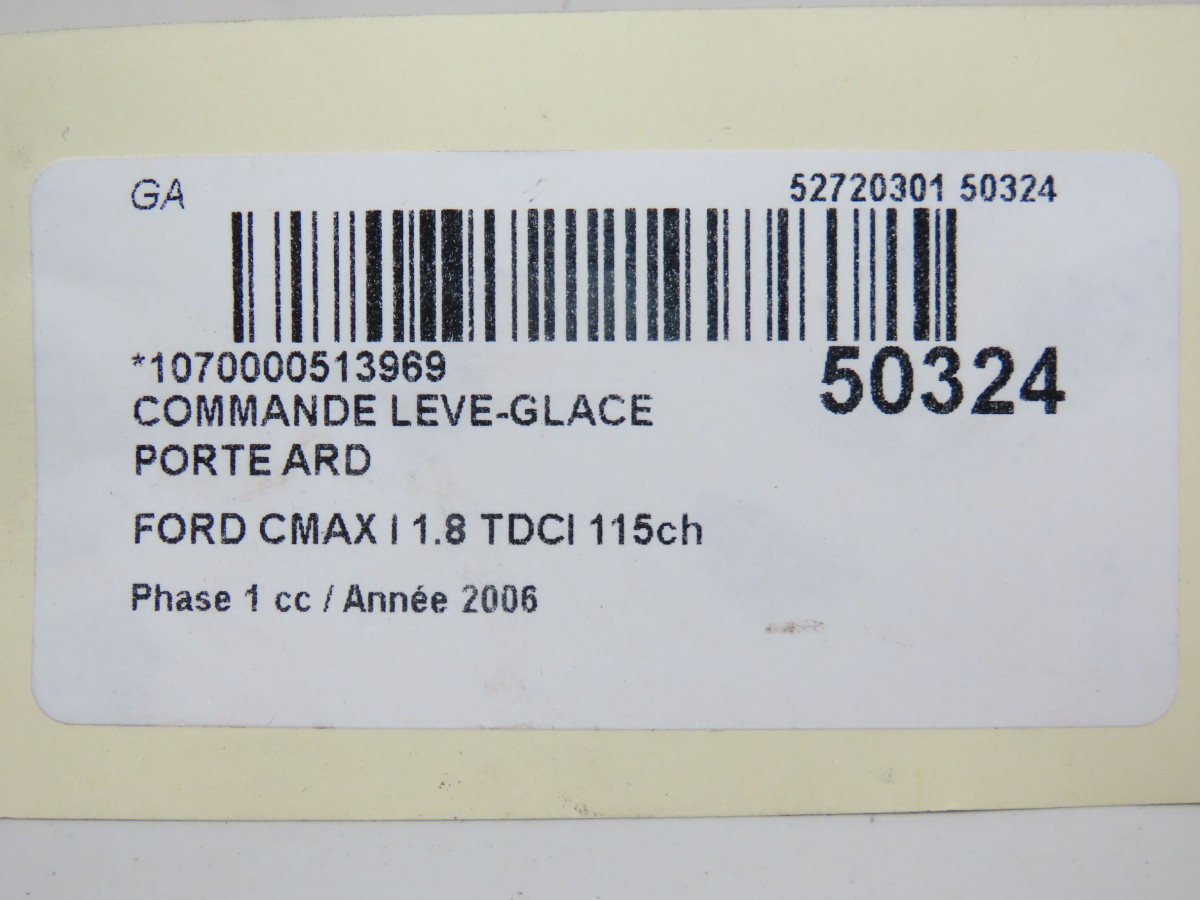 GA 52720301 50324
*1070000513969
50324
COMMANDE LEVE-GLACE
PORTE ARD
FORD CMAX I 1.8 TDCI 115ch
Phase 1 cc / Année 2006